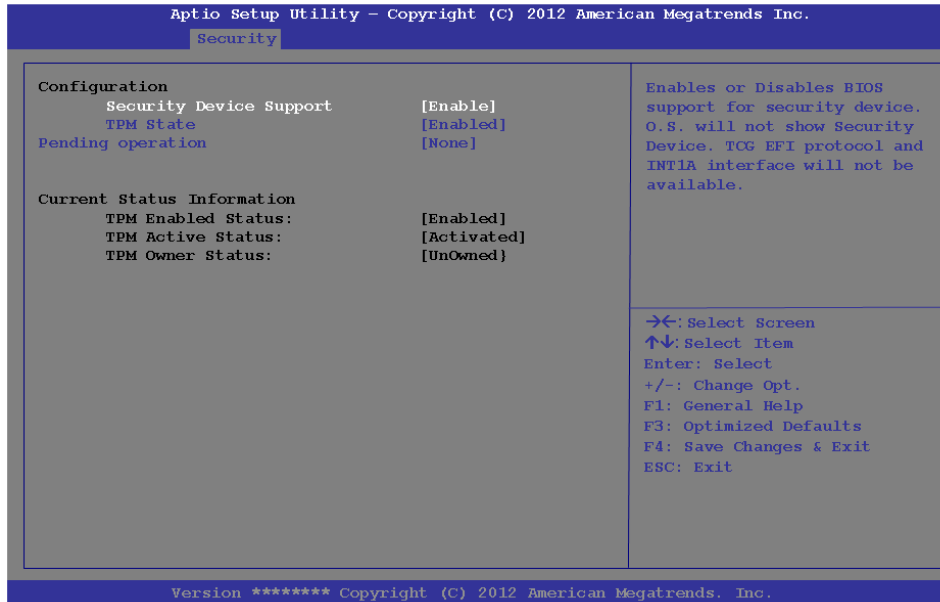 Aptio Setup Utility – Copyright (C) 2012 American Megatrends Inc.
Security
Configuration
Security Device Support [Enable]
TPM State [Enabled]
Pending operation [None]
Current Status Information
TPM Enabled Status: [Enabled]
TPM Active Status: [Activated]
TPM Owner Status: [UnOwned}
Enables or Disables BIOS
support for security device.
O.S. will not show Security
Device. TCG EFI protocol and
INT1A interface will not be
available.
→←: Select Screen
↑↓: Select Item
Enter: Select
+/-: Change Opt.
F1: General Help
F3: Optimized Defaults
F4: Save Changes & Exit
ESC: Exit
Version ******** Copyright (C) 2012 American Megatrends. Inc.